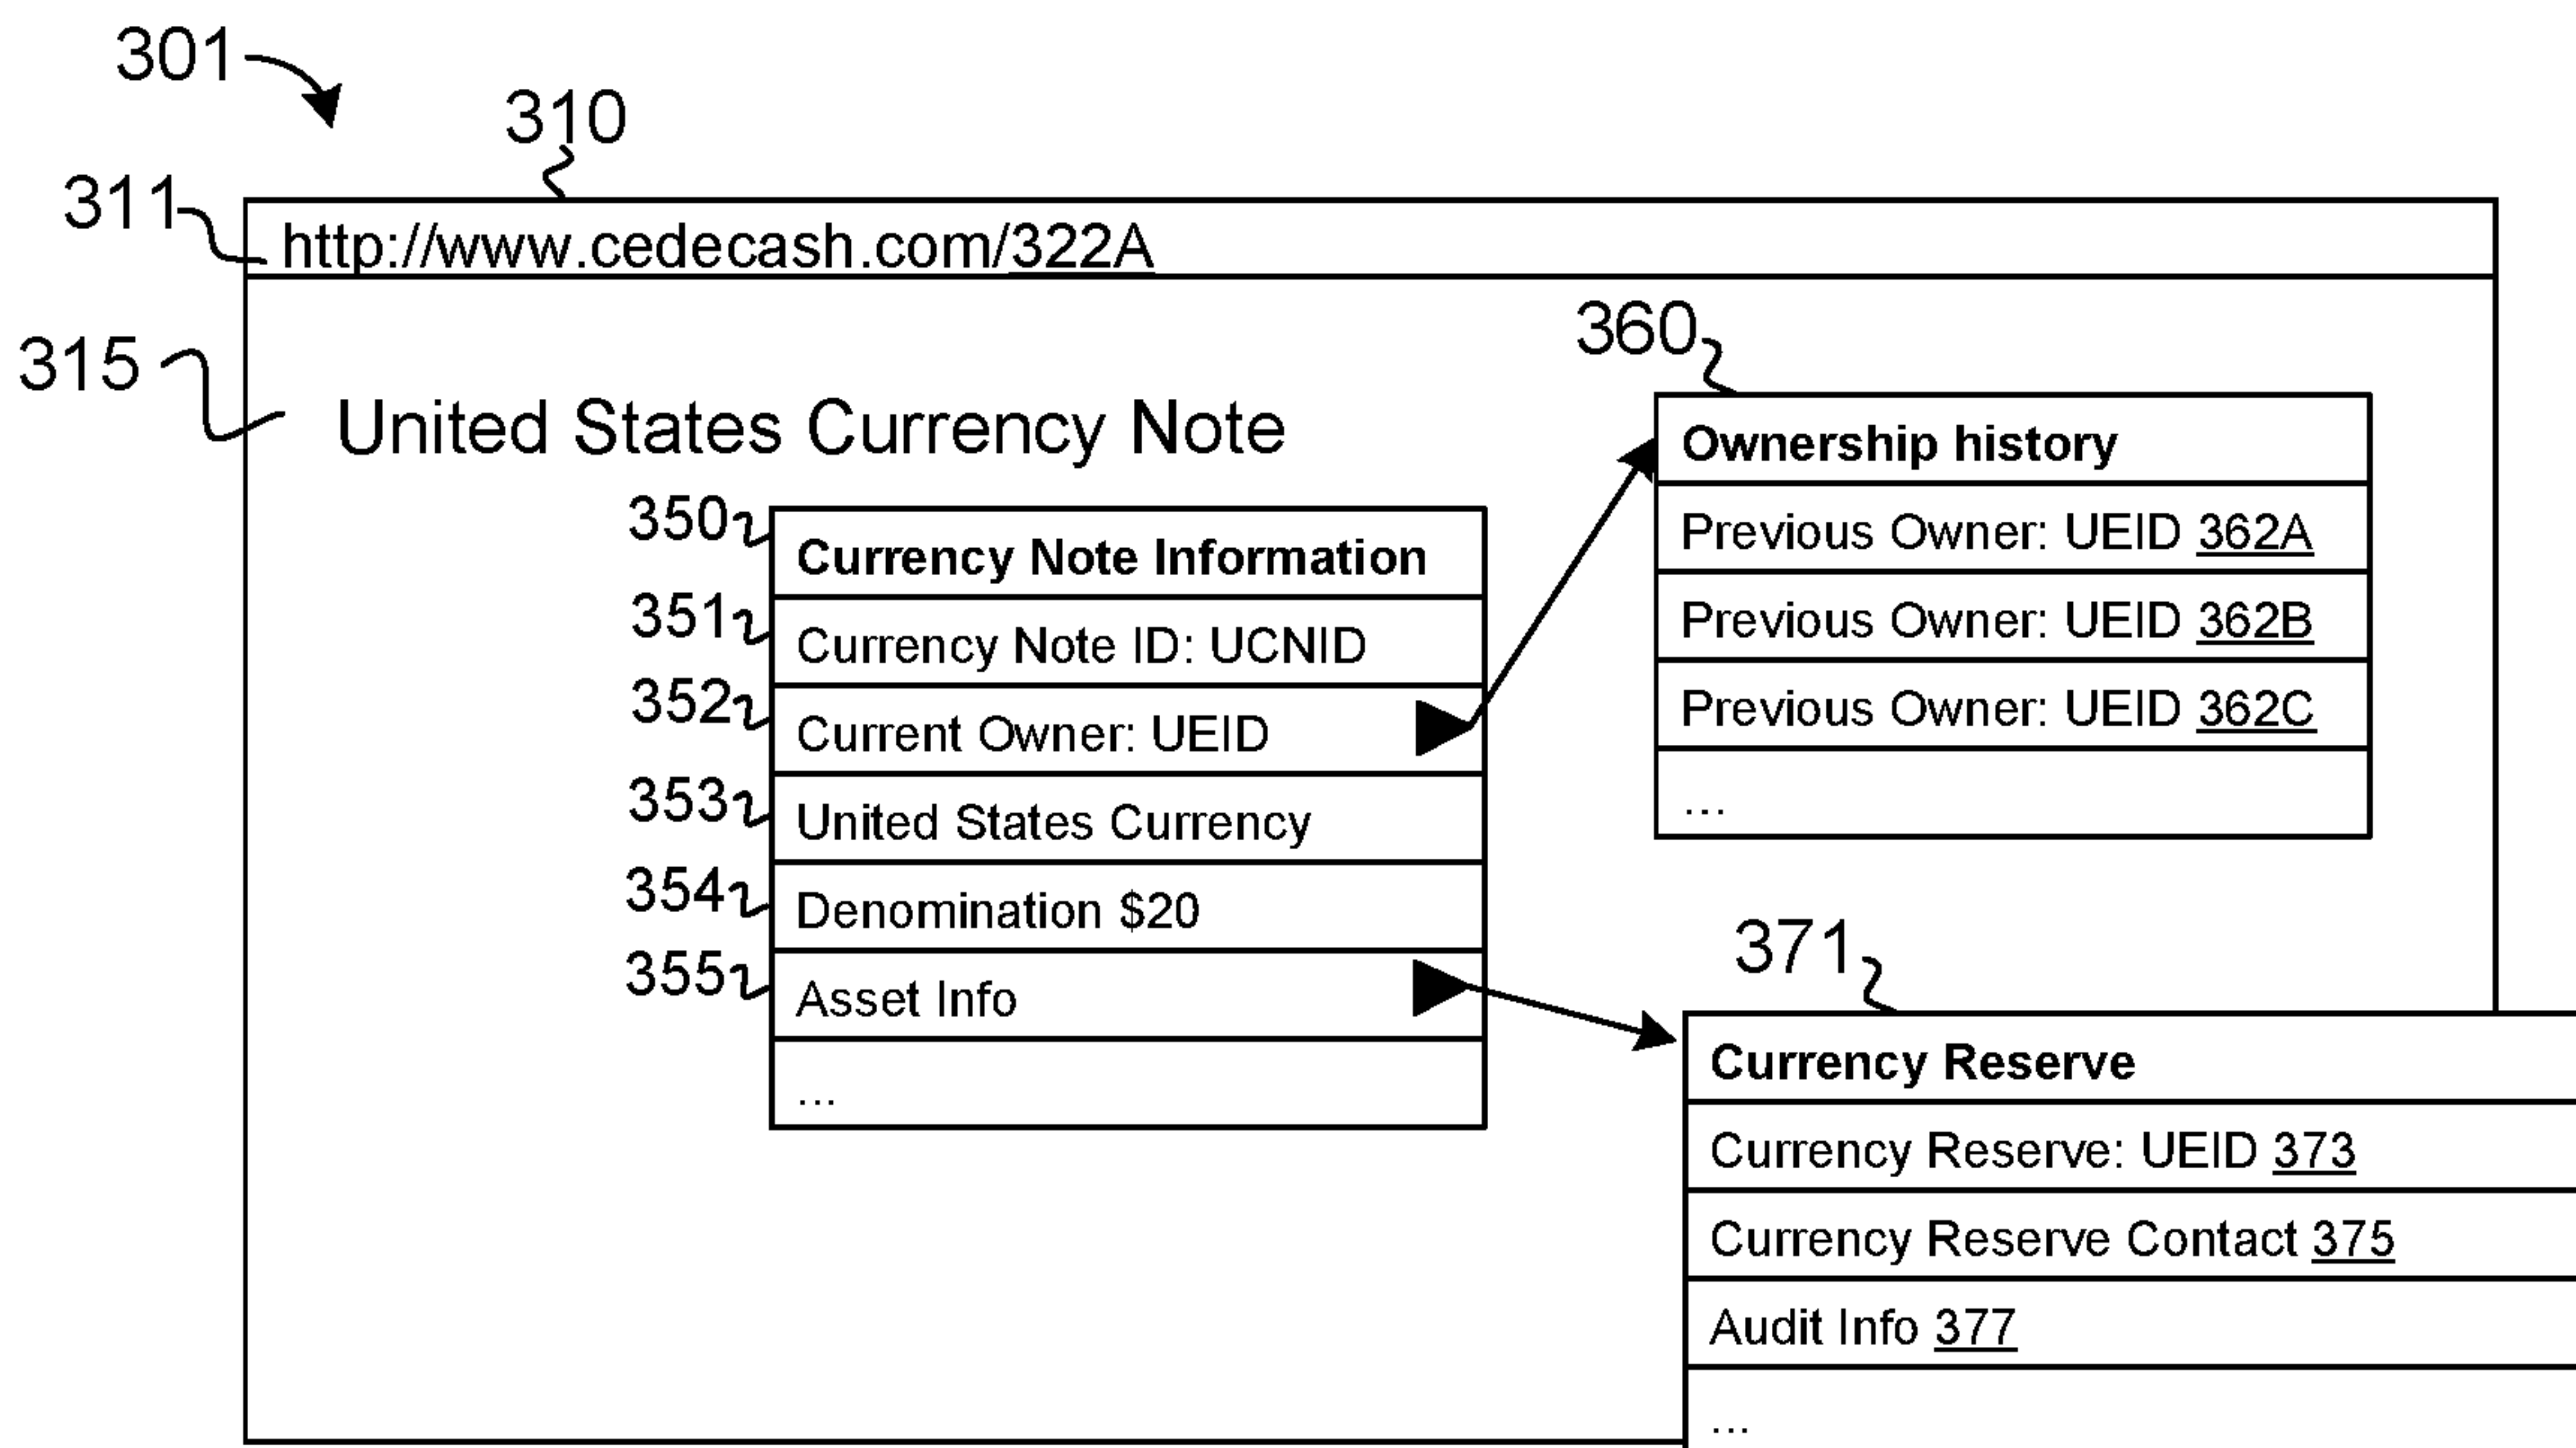 301
310
311
http://www.cedecash.com/322A
315
United States Currency Note
360
Ownership history
Previous Owner: UEID 362A
Previous Owner: UEID 362B
Previous Owner: UEID 362C
...
350
Currency Note Information
351
Currency Note ID: UCNID
352
Current Owner: UEID
353
United States Currency
354
Denomination $20
355
Asset Info
...
371
Currency Reserve
Currency Reserve: UEID 373
Currency Reserve Contact 375
Audit Info 377
...